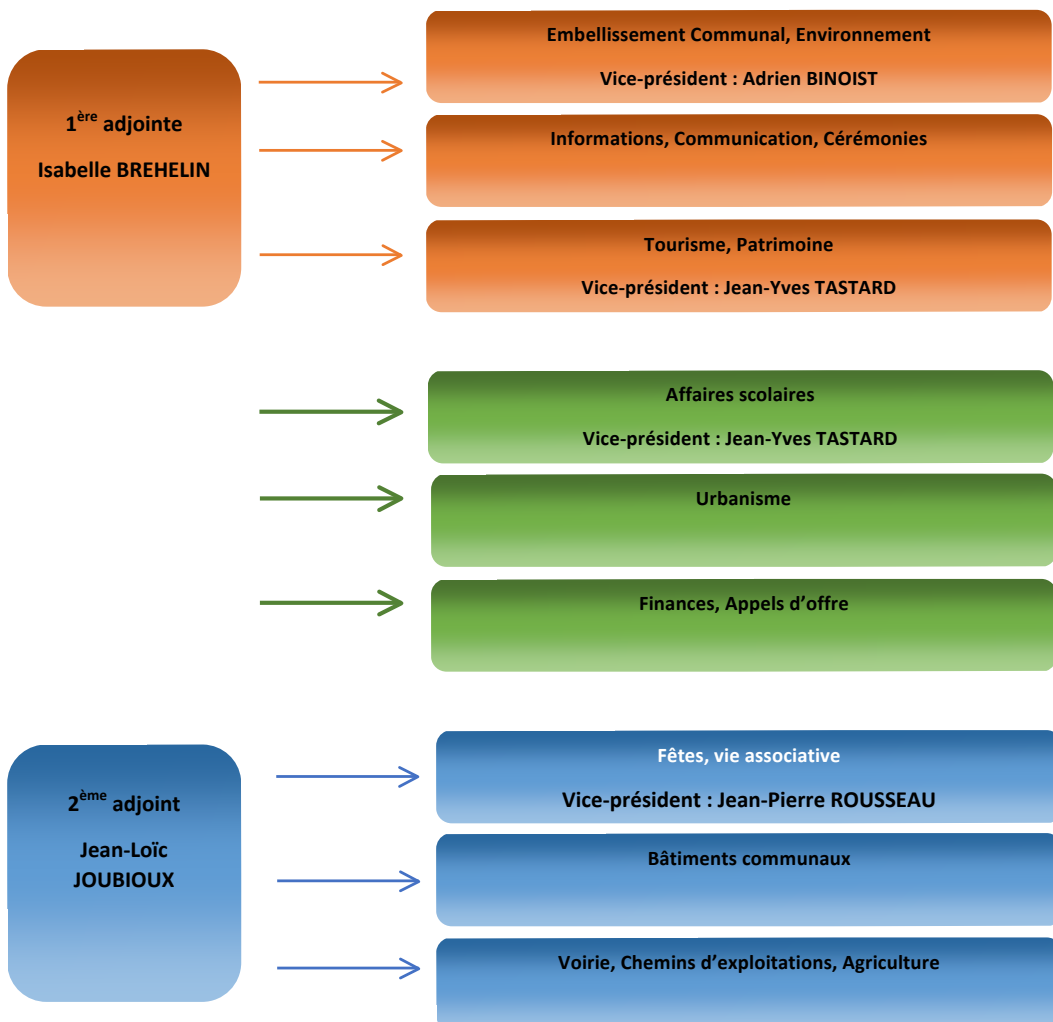 1ère adjointe
Isabelle BREHELIN
Embellissement Communal, Environnement
Vice-président : Adrien BINOIST
Informations, Communication, Cérémonies
Tourisme, Patrimoine
Vice-président : Jean-Yves TASTARD
Affaires scolaires
Vice-président : Jean-Yves TASTARD
Urbanisme
Finances, Appels d’offre
2ème adjoint
Jean-Loïc
JOUBIOUX
Fêtes, vie associative
Vice-président : Jean-Pierre ROUSSEAU
Bâtiments communaux
Voirie, Chemins d’exploitations, Agriculture